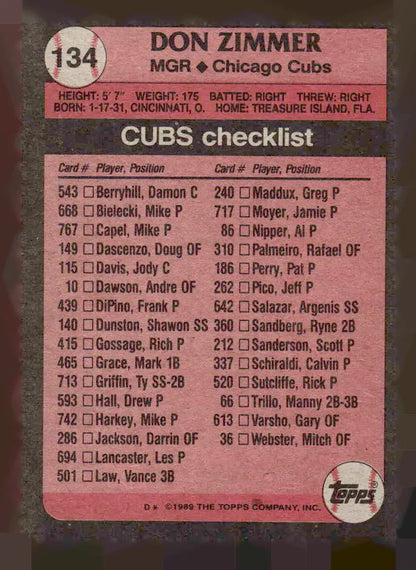 134
DON ZIMMER
MGR ◆ Chicago Cubs
HEIGHT: 5' 7" WEIGHT: 175 BATTED: RIGHT THREW: RIGHT
BORN: 1-17-31, CINCINNATI, O. HOME: TREASURE ISLAND, FLA.
CUBS checklist
Card # Player, Position
543 □ Berryhill, Damon C
668 □ Bielecki, Mike P
767 □ Capel, Mike P
149 □ Dascenzo, Doug OF
115 □ Davis, Jody C
10 □ Dawson, Andre OF
439 □ DiPino, Frank P
140 □ Dunston, Shawon SS
415 □ Gossage, Rich P
465 □ Grace, Mark 1B
713 □ Griffin, Ty SS-2B
593 □ Hall, Drew P
742 □ Harkey, Mike P
286 □ Jackson, Darrin OF
694 □ Lancaster, Les P
501 □ Law, Vance 3B
Card # Player, Position
240 □ Maddux, Greg P
717 □ Moyer, Jamie P
86 □ Nipper, Al P
310 □ Palmeiro, Rafael OF
186 □ Perry, Pat P
262 □ Pico, Jeff P
642 □ Salazar, Argenis SS
360 □ Sandberg, Ryne 2B
212 □ Sanderson, Scott P
337 □ Schiraldi, Calvin P
520 □ Sutcliffe, Rick P
66 □ Trillo, Manny 2B-3B
613 □ Varsho, Gary OF
36 □ Webster, Mitch OF
topps
D* ©1989 THE TOPPS COMPANY, INC.